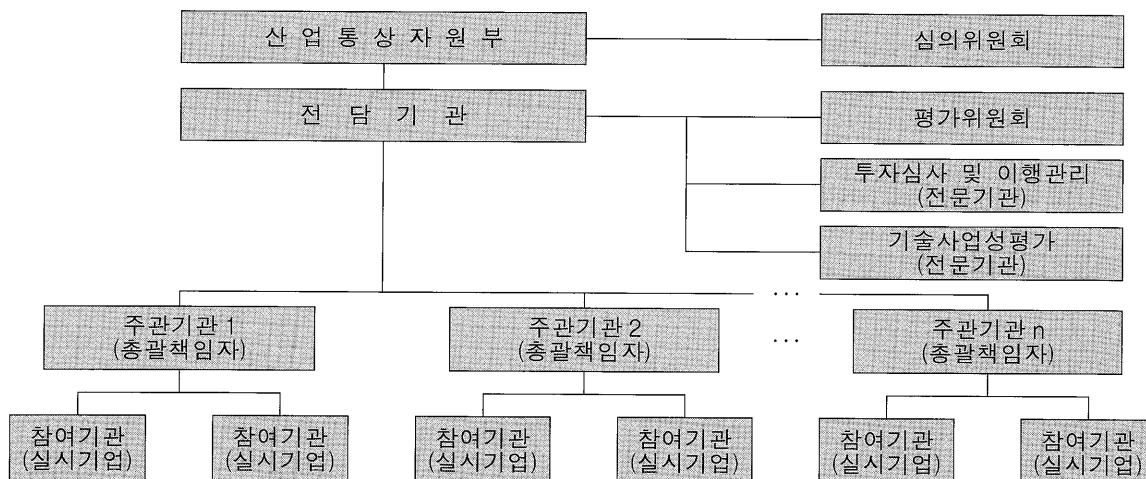 산 업 통 상 자 원 부
심의위원회
전 담 기 관
평가위원회
투자심사 및 이행관리
(전문기관)
기술사업성평가
(전문기관)
...
주관기관 1
(총괄책임자)
주관기관 2
(총괄책임자)
...
주관기관 n
(총괄책임자)
참여기관
(실시기업)
참여기관
(실시기업)
참여기관
(실시기업)
참여기관
(실시기업)
참여기관
(실시기업)
참여기관
(실시기업)